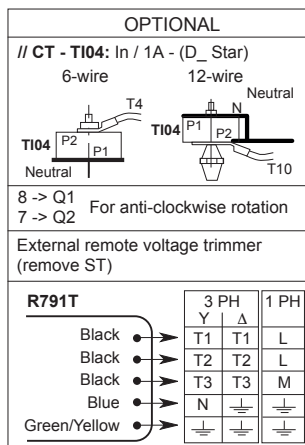 OPTIONAL
// CT - TI04: In / 1A - (D_ Star)
6-wire
12-wire
Neutral
N
T4
TI04
P2
P1
Neutral
TI04
P1
P2
T10
8 -> Q1
7 -> Q2
For anti-clockwise rotation
External remote voltage trimmer
(remove ST)
R791T
3 PH
1 PH
Y Δ
Black T1 T1 L
Black T2 T2 L
Black T3 T3 M
Blue N
Green/Yellow